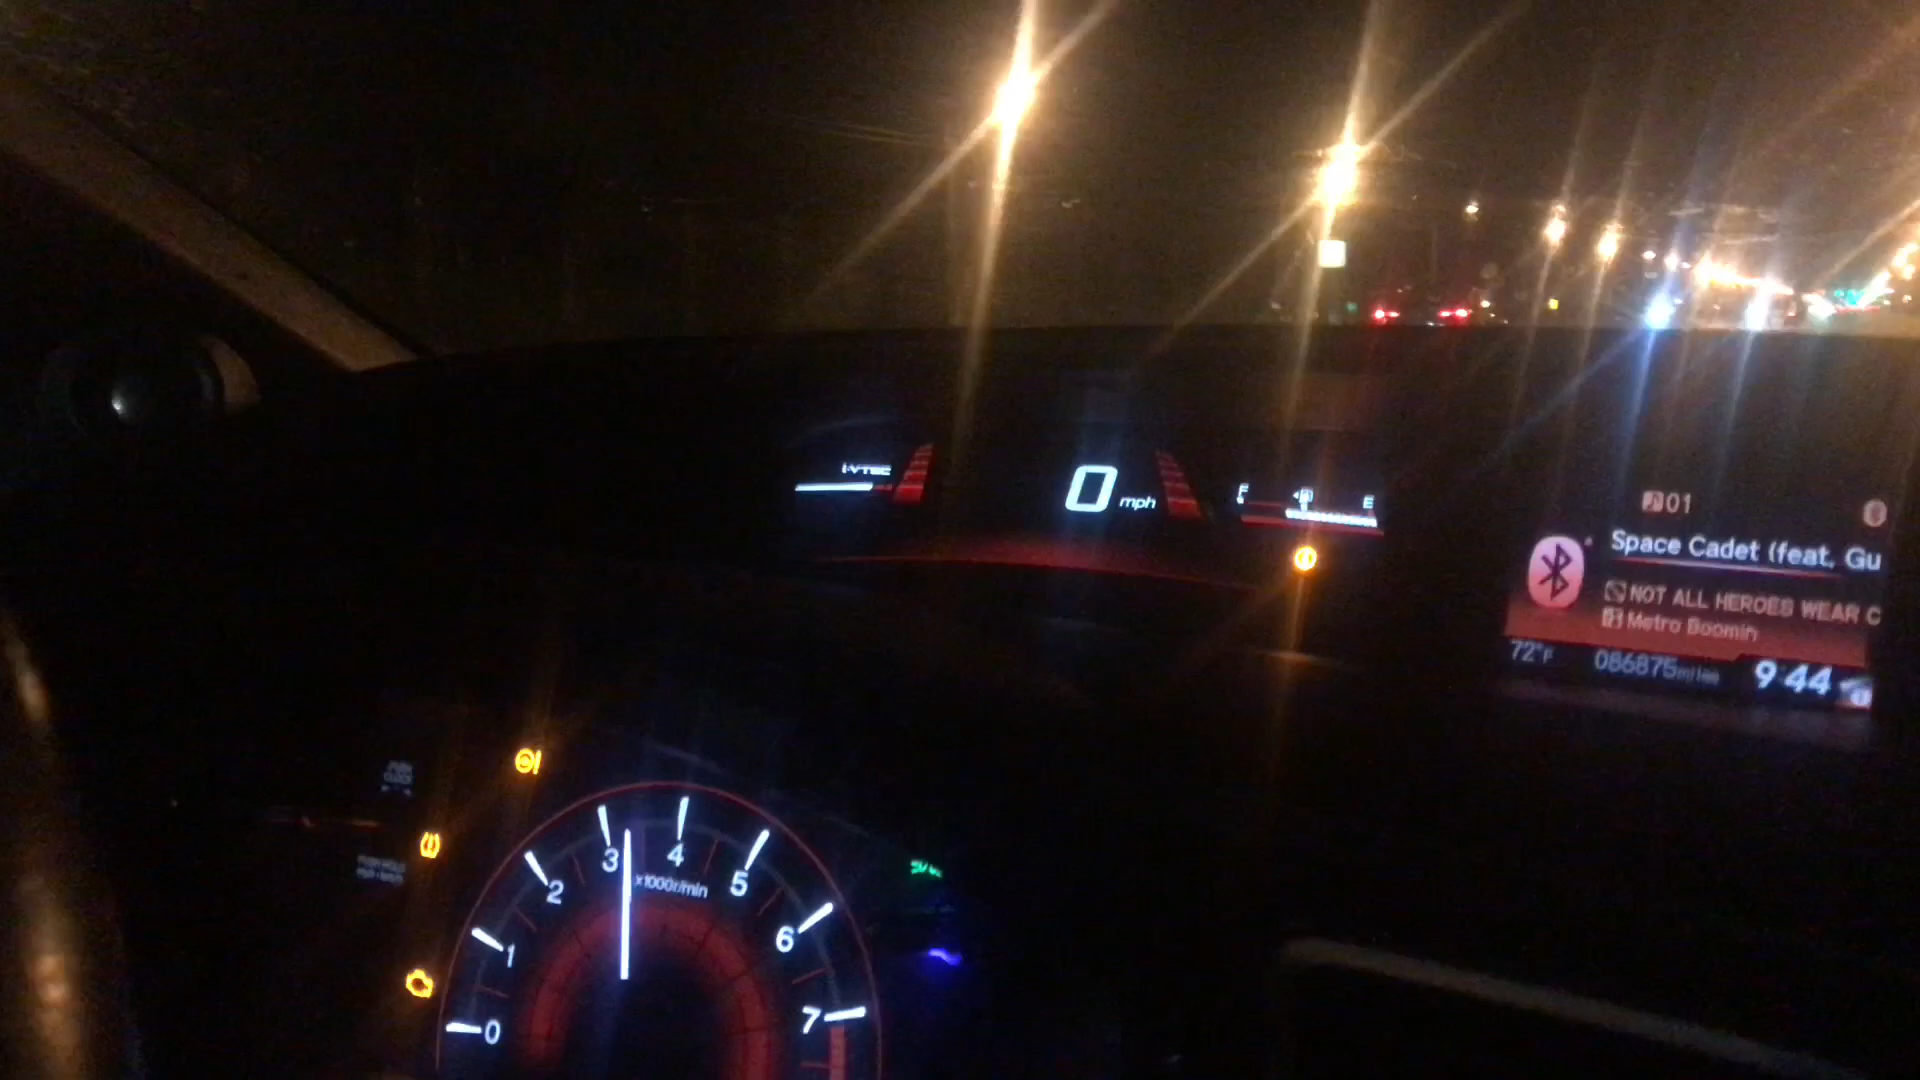 i-VTEC
0 mph
F E
01
Space Cadet (feat. Gu
NOT ALL HEROES WEAR C
Metro Boomin
72°F 086875 miles 9:44
0 1 2 3 4 5 6 7
x1000r/min